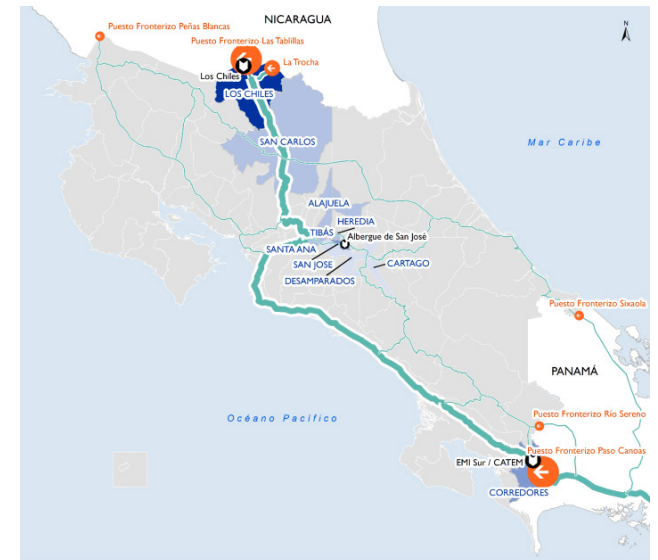 NICARAGUA
N
Puesto Fronterizo Peñas Blancas
Puesto Fronterizo Las Tablillas
La Trocha
Los Chiles
LOS CHILES
SAN CARLOS
Mar Caribe
ALAJUELA
HEREDIA
TIBÁS
Albergue de San José
SANTA ANA
SAN JOSE
CARTAGO
DESAMPARADOS
Puesto Fronterizo Sixaola
PANAMÁ
Océano Pacífico
Puesto Fronterizo Río Sereno
Puesto Fronterizo Paso Canoas
EMI Sur / CATEM
CORREDORES